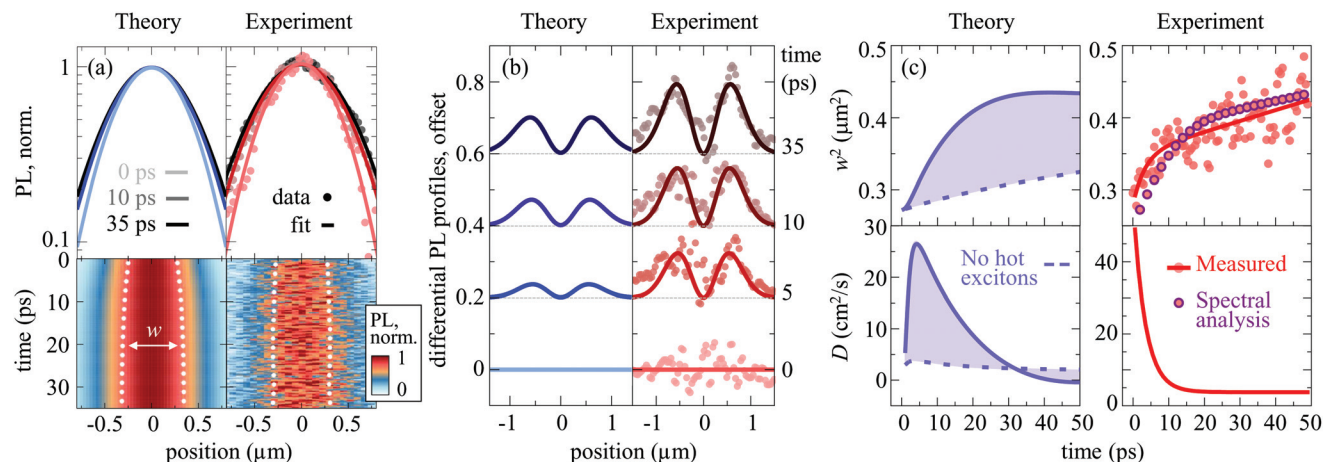 Theory Experiment
(a)
PL, norm.
1
0.1
0 ps
10 ps
35 ps
data
fit
time (ps)
0
10
20
30
w
PL,
norm.
1
0
-0.5 0 0.5 -0.5 0 0.5
position (µm)
Theory Experiment
(b)
time
(ps)
differential PL profiles, offset
0.8
0.6
0.4
0.2
0
35
10
5
0
-1 0 1 -1 0 1
position (µm)
Theory Experiment
(c)
w² (µm²)
0.5
0.4
0.3
0.5
0.4
0.3
D (cm²/s)
30
25
20
15
10
5
0
No hot
excitons
40
20
0
Measured
Spectral
analysis
0 10 20 30 40 50 0 10 20 30 40 50
time (ps)